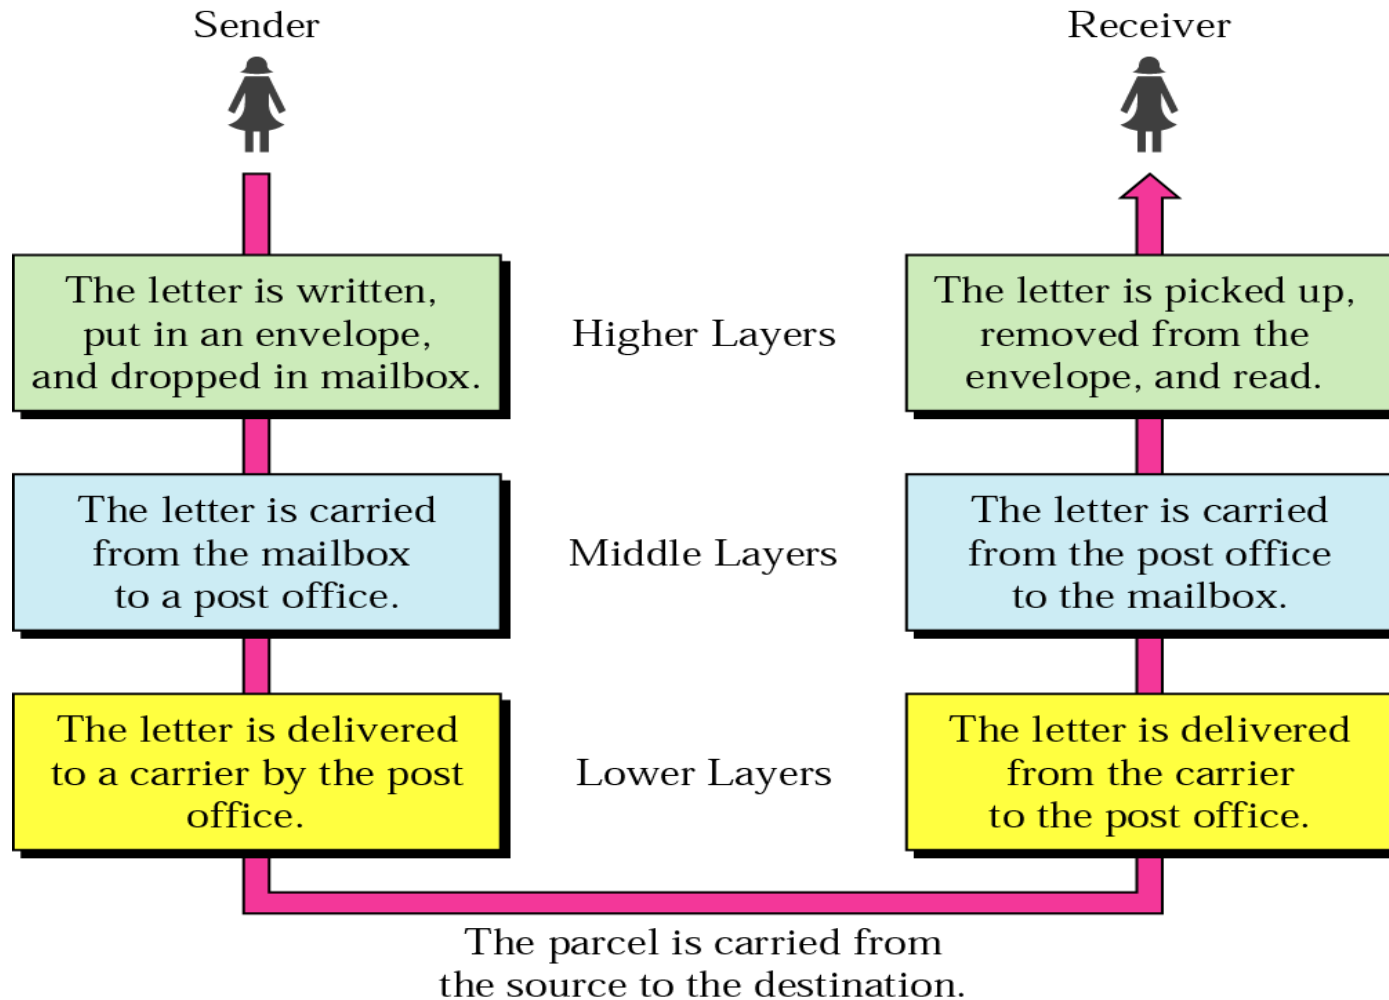 Sender
Receiver
The letter is written,
put in an envelope,
and dropped in mailbox.
Higher Layers
The letter is picked up,
removed from the
envelope, and read.
The letter is carried
from the mailbox
to a post office.
Middle Layers
The letter is carried
from the post office
to the mailbox.
The letter is delivered
to a carrier by the post
office.
Lower Layers
The letter is delivered
from the carrier
to the post office.
The parcel is carried from
the source to the destination.